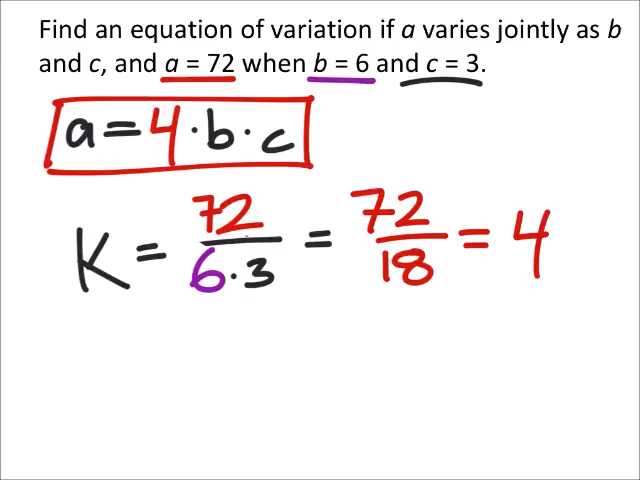 Find an equation of variation if a varies jointly as b
and c, and a = 72 when b = 6 and c = 3.
a = 4 · b · c
K = 72 / 6 · 3 = 72 / 18 = 4